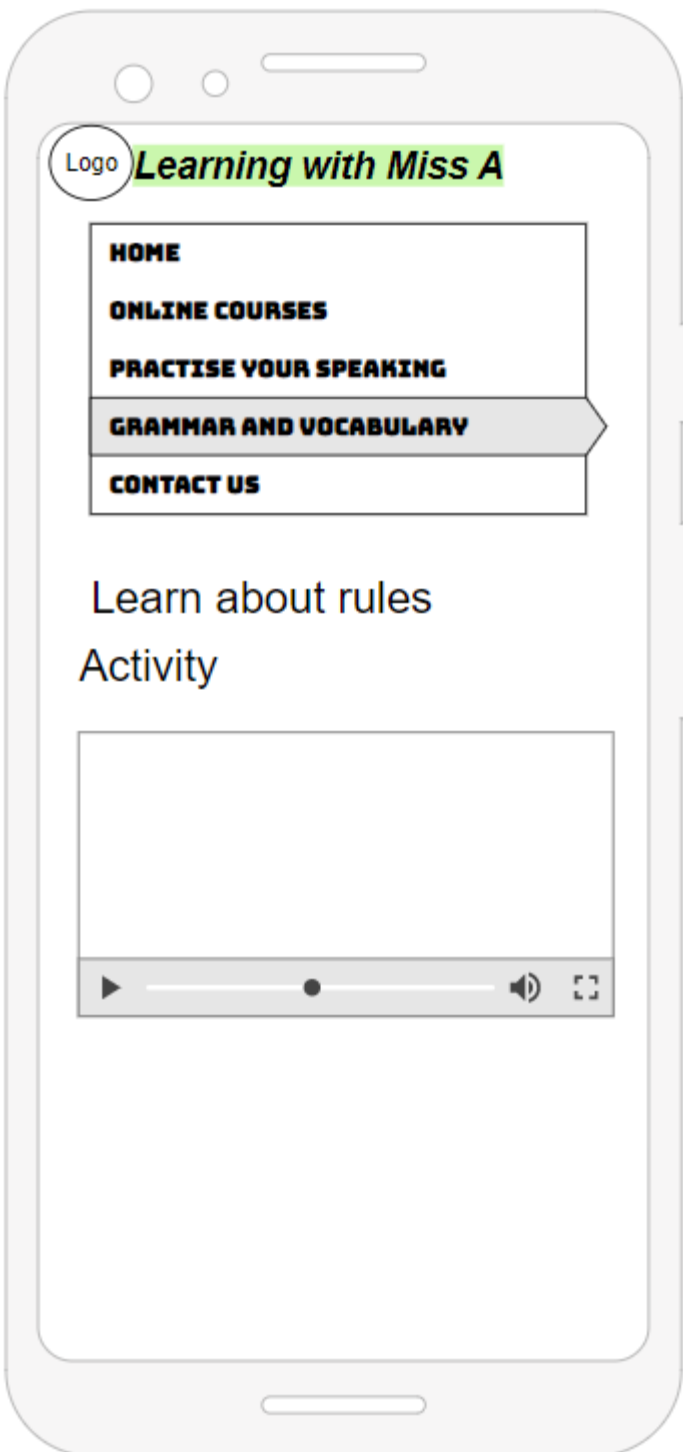 Logo
Learning with Miss A
HOME
ONLINE COURSES
PRACTISE YOUR SPEAKING
GRAMMAR AND VOCABULARY
CONTACT US
Learn about rules
Activity